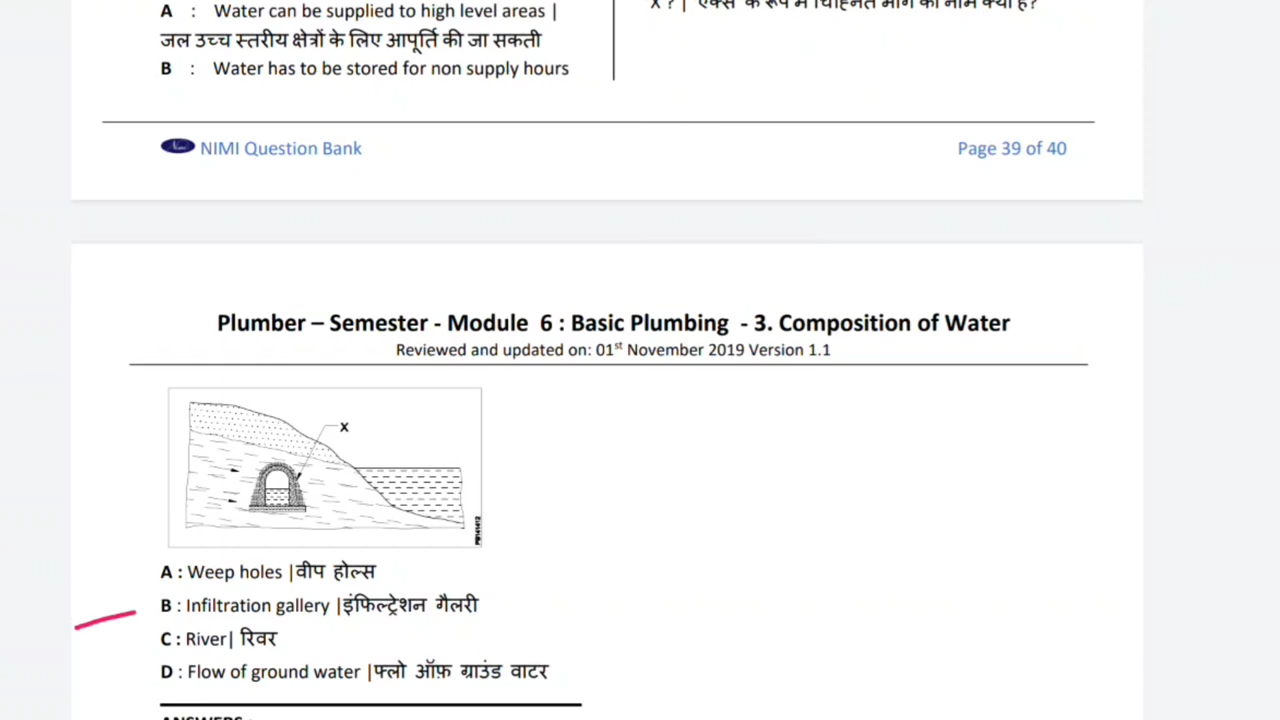 A : Water can be supplied to high level areas |
जल उच्च स्तरीय क्षेत्रों के लिए आपूर्ति की जा सकती
B : Water has to be stored for non supply hours
X ? | एक्स के रूप में चिह्नित भाग का नाम क्या है?
NIMI Question Bank
Page 39 of 40
Plumber – Semester - Module 6 : Basic Plumbing - 3. Composition of Water
Reviewed and updated on: 01st November 2019 Version 1.1
X
A : Weep holes |वीप होल्स
B : Infiltration gallery |इंफिल्ट्रेशन गैलरी
C : River| रिवर
D : Flow of ground water |फ्लो ऑफ़ ग्राउंड वाटर
ANSWERS :